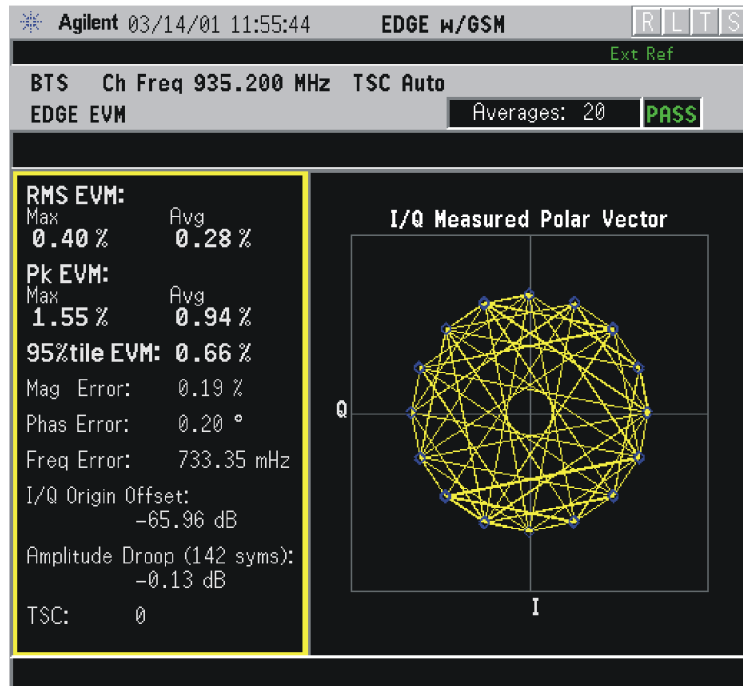 Agilent 03/14/01 11:55:44 EDGE w/GSM R L T S
Ext Ref
BTS Ch Freq 935.200 MHz TSC Auto
EDGE EVM Averages: 20 PASS
RMS EVM:
Max Avg
0.40 % 0.28 %
Pk EVM:
Max Avg
1.55 % 0.94 %
95%tile EVM: 0.66 %
Mag Error: 0.19 %
Phas Error: 0.20 °
Freq Error: 733.35 mHz
I/Q Origin Offset:
-65.96 dB
Amplitude Droop (142 syms):
-0.13 dB
TSC: 0
I/Q Measured Polar Vector
Q
I